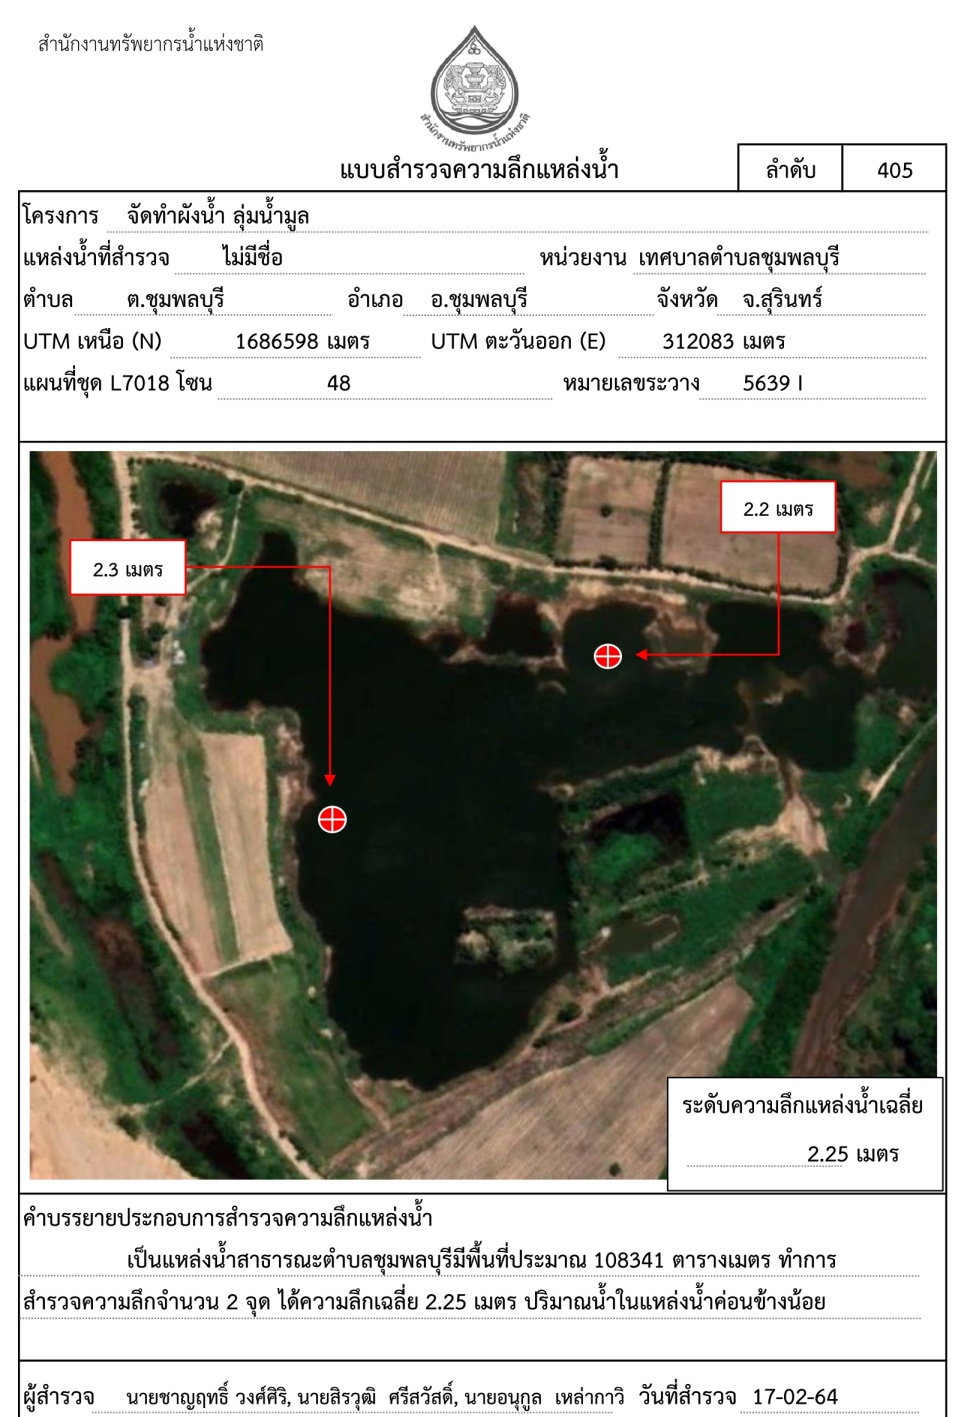 สำนักงานทรัพยากรน้ำแห่งชาติ
สำนักงานทรัพยากรน้ำแห่งชาติ
แบบสำรวจความลึกแหล่งน้ำ ลำดับ 405
โครงการ จัดทำผังน้ำ ลุ่มน้ำมูล
แหล่งน้ำที่สำรวจ ไม่มีชื่อ หน่วยงาน เทศบาลตำบลชุมพลบุรี
ตำบล ต.ชุมพลบุรี อำเภอ อ.ชุมพลบุรี จังหวัด จ.สุรินทร์
UTM เหนือ (N) 1686598 เมตร UTM ตะวันออก (E) 312083 เมตร
แผนที่ชุด L7018 โซน 48 หมายเลขระวาง 5639 I
2.2 เมตร
2.3 เมตร
ระดับความลึกแหล่งน้ำเฉลี่ย
2.25 เมตร
คำบรรยายประกอบการสำรวจความลึกแหล่งน้ำ
เป็นแหล่งน้ำสาธารณะตำบลชุมพลบุรีมีพื้นที่ประมาณ 108341 ตารางเมตร ทำการ
สำรวจความลึกจำนวน 2 จุด ได้ความลึกเฉลี่ย 2.25 เมตร ปริมาณน้ำในแหล่งน้ำค่อนข้างน้อย
ผู้สำรวจ นายชาญฤทธิ์ วงศ์ศิริ, นายสิรวุฒิ ศรีสวัสดิ์, นายอนุกูล เหล่ากาวิ วันที่สำรวจ 17-02-64